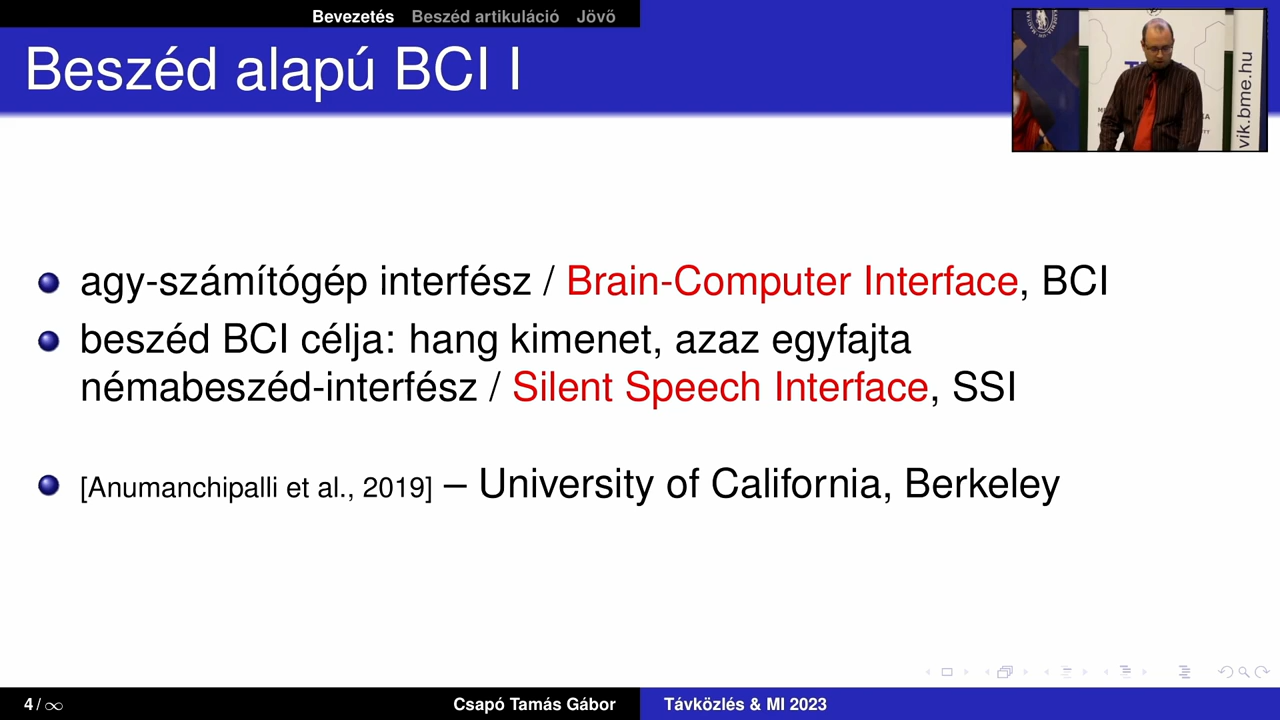 Bevezetés Beszéd artikuláció Jövő
Beszéd alapú BCI I
vik.bme.hu
agy-számítógép interfész / Brain-Computer Interface, BCI
beszéd BCI célja: hang kimenet, azaz egyfajta
némabeszéd-interfész / Silent Speech Interface, SSI
[Anumanchipalli et al., 2019] – University of California, Berkeley
4 / ∞
Csapó Tamás Gábor
Távközlés & MI 2023